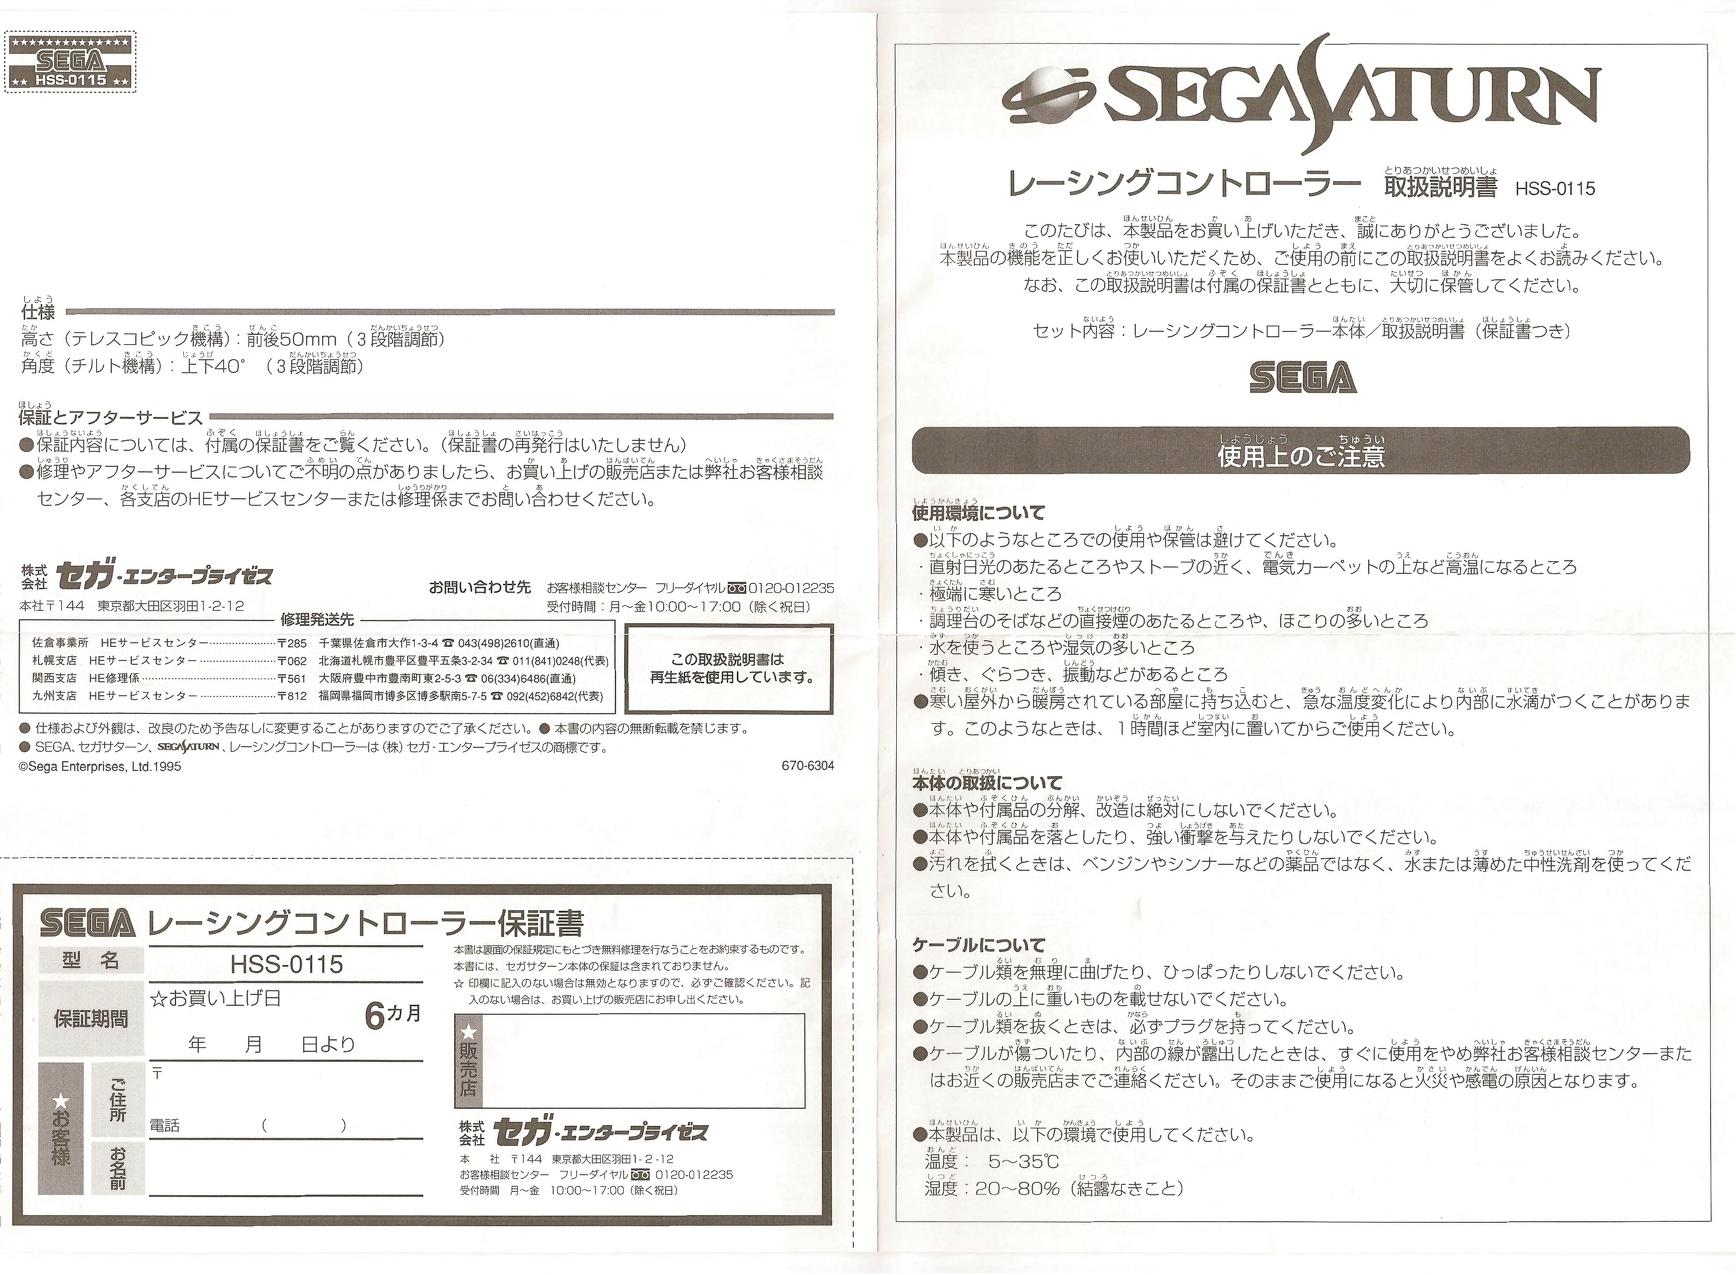 SEGA
HSS-0115
仕様
高さ（テレスコピック機構）：前後50mm（３段階調節）
角度（チルト機構）：上下40°（３段階調節）
保証とアフターサービス
●保証内容については、付属の保証書をご覧ください。（保証書の再発行はいたしません）
●修理やアフターサービスについてご不明の点がありましたら、お買い上げの販売店または弊社お客様相談
センター、各支店のHEサービスセンターまたは修理係までお問い合わせください。
株式会社 セガ・エンタープライゼス
本社〒144　東京都大田区羽田1-2-12
お問い合わせ先　お客様相談センター　フリーダイヤル 0120-012235
受付時間：月～金10:00～17:00（除く祝日）
修理発送先
佐倉事業所　HEサービスセンター……………………〒285　千葉県佐倉市大作1-3-4 ☎ 043(498)2610(直通)
札幌支店　HEサービスセンター………………………〒062　北海道札幌市豊平区豊平五条3-2-34 ☎ 011(841)0248(代表)
関西支店　HE修理係……………………………………〒561　大阪府豊中市豊南町東2-5-3 ☎ 06(334)6486(直通)
九州支店　HEサービスセンター………………………〒812　福岡県福岡市博多区博多駅南5-7-5 ☎ 092(452)6842(代表)
この取扱説明書は
再生紙を使用しています。
● 仕様および外観は、改良のため予告なしに変更することがありますのでご了承ください。● 本書の内容の無断転載を禁じます。
● SEGA、セガサターン、SEGASATURN、レーシングコントローラーは（株）セガ・エンタープライゼスの商標です。
©Sega Enterprises, Ltd.1995
670-6304
SEGA レーシングコントローラー保証書
型　名　HSS-0115
保証期間　☆お買い上げ日　6カ月
年　　月　　日より
★お客様
ご住所　〒
電話　　　（　　　　）
お名前
本書は裏面の保証規定にもとづき無料修理を行なうことをお約束するものです。
本書には、セガサターン本体の保証は含まれておりません。
☆ 印欄に記入のない場合は無効となりますので、必ずご確認ください。記
入のない場合は、お買い上げの販売店にお申し出ください。
★販売店
株式会社 セガ・エンタープライゼス
本　　社　〒144　東京都大田区羽田1-2-12
お客様相談センター　フリーダイヤル 0120-012235
受付時間　月～金　10:00～17:00（除く祝日）
SEGASATURN
レーシングコントローラー　取扱説明書　HSS-0115
このたびは、本製品をお買い上げいただき、誠にありがとうございました。
本製品の機能を正しくお使いいただくため、ご使用の前にこの取扱説明書をよくお読みください。
なお、この取扱説明書は付属の保証書とともに、大切に保管してください。
セット内容：レーシングコントローラー本体／取扱説明書（保証書つき）
SEGA
使用上のご注意
使用環境について
●以下のようなところでの使用や保管は避けてください。
・直射日光のあたるところやストーブの近く、電気カーペットの上など高温になるところ
・極端に寒いところ
・調理台のそばなどの直接煙のあたるところや、ほこりの多いところ
・水を使うところや湿気の多いところ
・傾き、ぐらつき、振動などがあるところ
●寒い屋外から暖房されている部屋に持ち込むと、急な温度変化により内部に水滴がつくことがありま
す。このようなときは、１時間ほど室内に置いてからご使用ください。
本体の取扱について
●本体や付属品の分解、改造は絶対にしないでください。
●本体や付属品を落としたり、強い衝撃を与えたりしないでください。
●汚れを拭くときは、ベンジンやシンナーなどの薬品ではなく、水または薄めた中性洗剤を使ってくだ
さい。
ケーブルについて
●ケーブル類を無理に曲げたり、ひっぱったりしないでください。
●ケーブルの上に重いものを載せないでください。
●ケーブル類を抜くときは、必ずプラグを持ってください。
●ケーブルが傷ついたり、内部の線が露出したときは、すぐに使用をやめ弊社お客様相談センターまた
はお近くの販売店までご連絡ください。そのままご使用になると火災や感電の原因となります。
●本製品は、以下の環境で使用してください。
温度：　5～35℃
湿度：20～80％（結露なきこと）